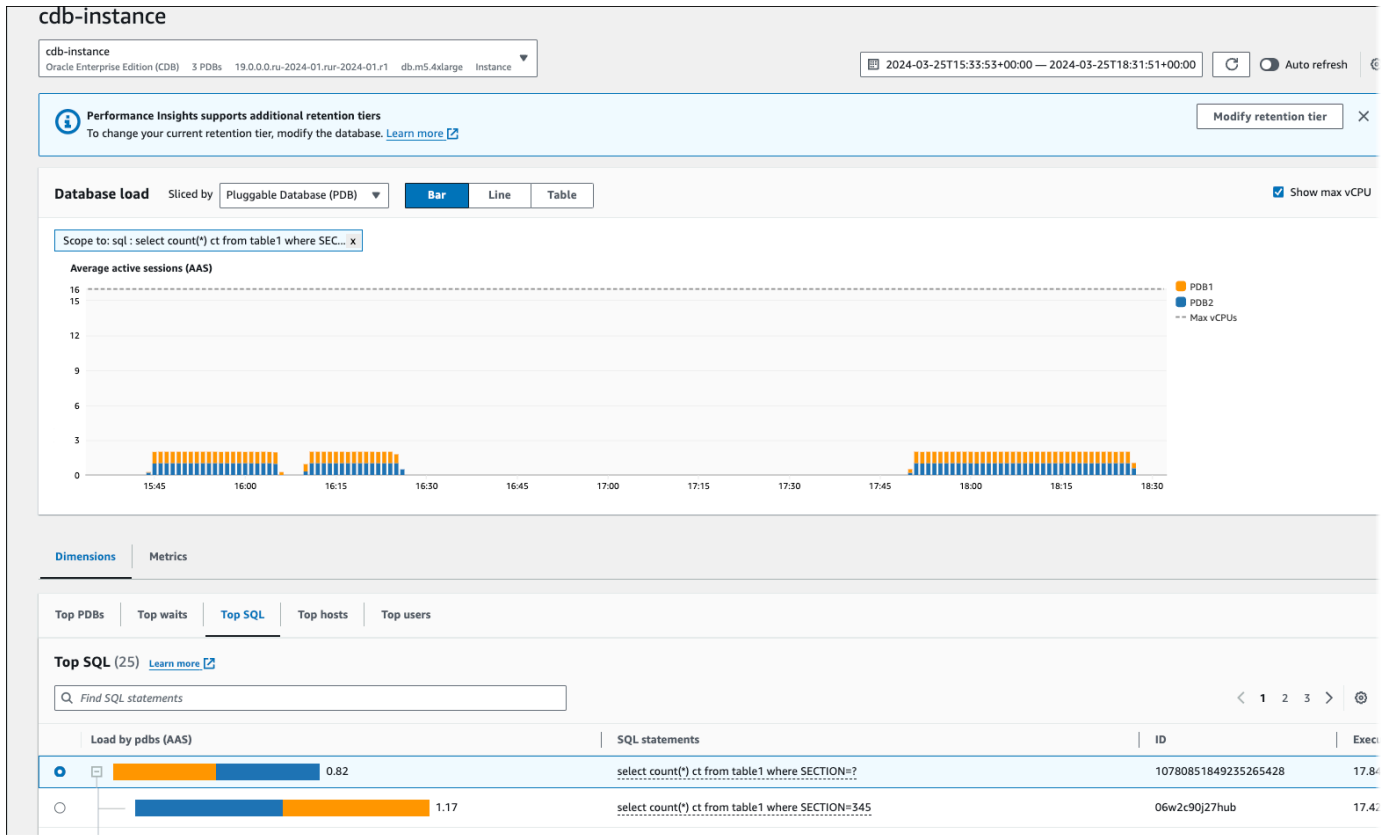 cdb-instance
cdb-instance
Oracle Enterprise Edition (CDB) 3 PDBs 19.0.0.0.ru-2024-01.rur-2024-01.r1 db.m5.4xlarge Instance
2024-03-25T15:33:53+00:00 — 2024-03-25T18:31:51+00:00
Auto refresh
Performance Insights supports additional retention tiers
To change your current retention tier, modify the database. Learn more
Modify retention tier
Database load Sliced by Pluggable Database (PDB) Bar Line Table
Show max vCPU
Scope to: sql : select count(*) ct from table1 where SEC... x
Average active sessions (AAS)
16
15
12
9
6
3
0
15:45 16:00 16:15 16:30 16:45 17:00 17:15 17:30 17:45 18:00 18:15 18:30
PDB1
PDB2
Max vCPUs
Dimensions Metrics
Top PDBs Top waits Top SQL Top hosts Top users
Top SQL (25) Learn more
Find SQL statements
1 2 3
Load by pdbs (AAS) SQL statements ID Execu
0.82 select count(*) ct from table1 where SECTION=? 10780851849235265428 17.84
1.17 select count(*) ct from table1 where SECTION=345 06w2c90j27hub 17.42